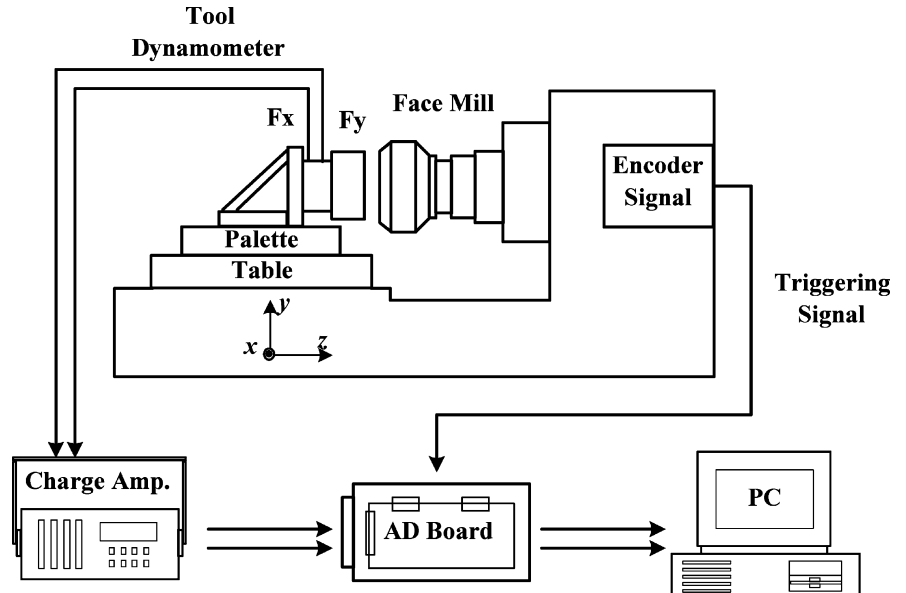 Tool
Dynamometer
Fx
Fy
Face Mill
Encoder
Signal
Palette
Table
Triggering
Signal
y
x
z
Charge Amp.
AD Board
PC